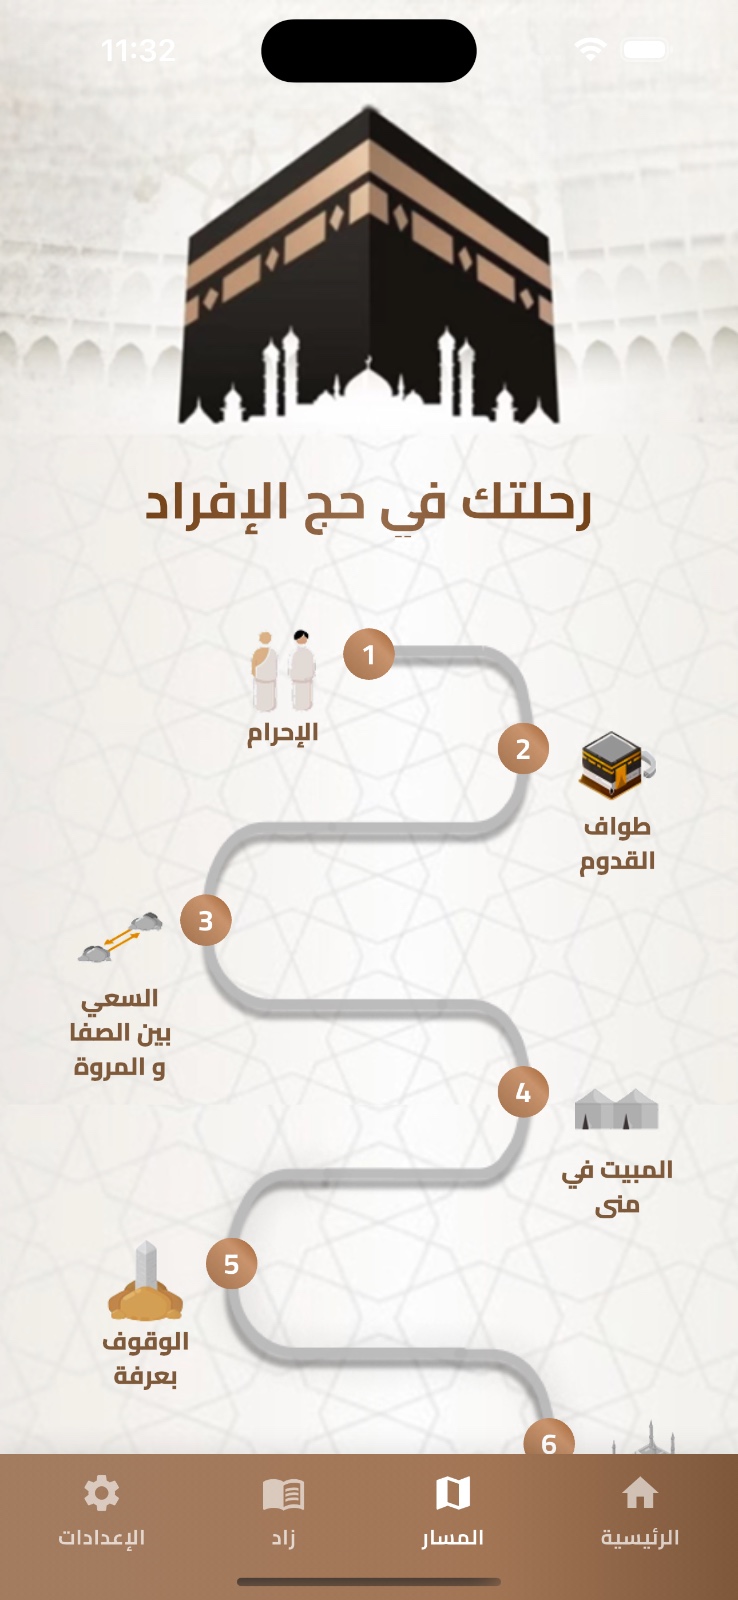 11:32
رحلتك في حج الإفراد
1
الإحرام
2
طواف
القدوم
3
السعي
بين الصفا
و المروة
4
المبيت في
منى
5
الوقوف
بعرفة
6
الرئيسية
المسار
زاد
الإعدادات